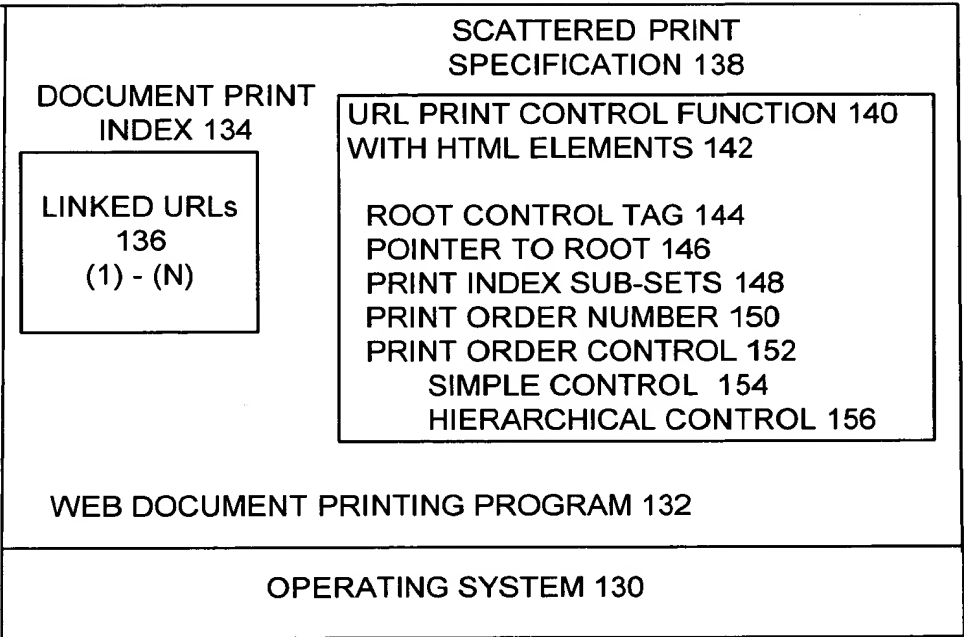 SCATTERED PRINT
SPECIFICATION 138
DOCUMENT PRINT
INDEX 134
LINKED URLs
136
(1) - (N)
URL PRINT CONTROL FUNCTION 140
WITH HTML ELEMENTS 142
ROOT CONTROL TAG 144
POINTER TO ROOT 146
PRINT INDEX SUB-SETS 148
PRINT ORDER NUMBER 150
PRINT ORDER CONTROL 152
SIMPLE CONTROL 154
HIERARCHICAL CONTROL 156
WEB DOCUMENT PRINTING PROGRAM 132
OPERATING SYSTEM 130